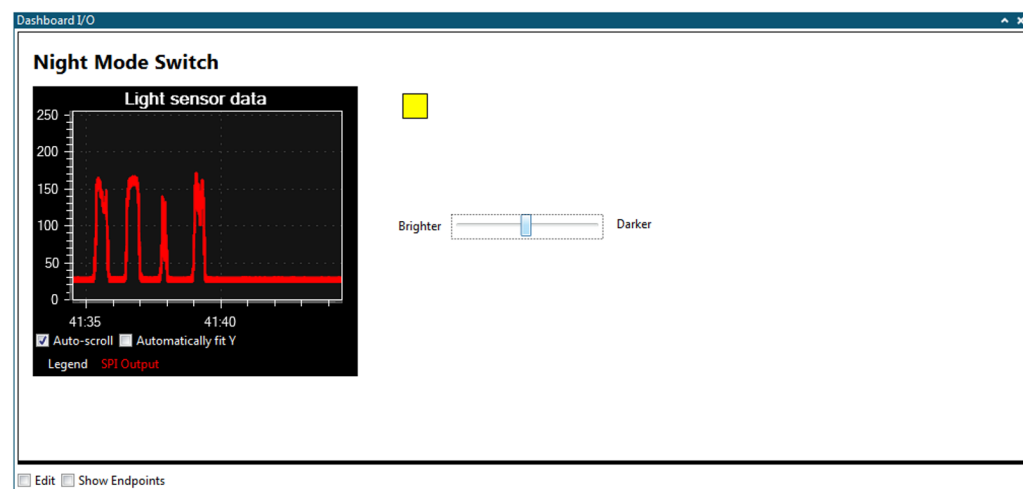 Dashboard I/O
Night Mode Switch
Light sensor data
250
200
150
100
50
0
41:35 41:40
Auto-scroll Automatically fit Y
Legend SPI Output
Brighter Darker
Edit Show Endpoints